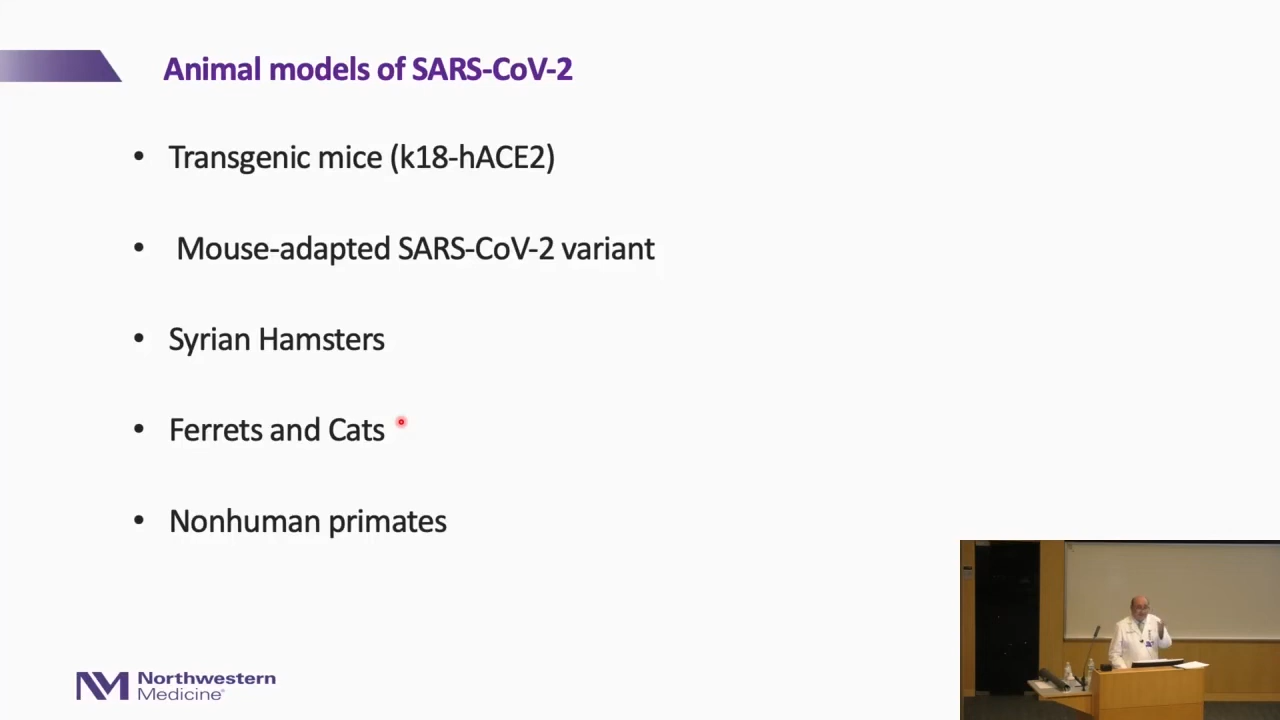 Animal models of SARS-CoV-2
• Transgenic mice (k18-hACE2)
• Mouse-adapted SARS-CoV-2 variant
• Syrian Hamsters
• Ferrets and Cats
• Nonhuman primates
Northwestern
Medicine®